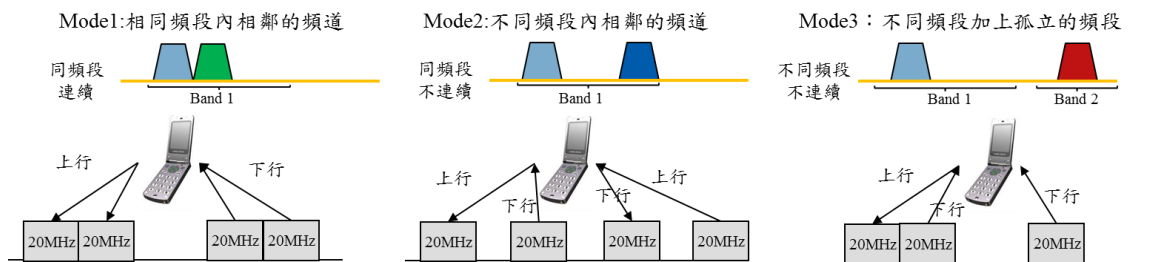 Mode1:相同頻段內相鄰的頻道
同頻段
連續
Band 1
上行
下行
20MHz 20MHz
20MHz 20MHz
Mode2:不同頻段內相鄰的頻道
同頻段
不連續
Band 1
上行
下行
下行
上行
20MHz
20MHz
20MHz
20MHz
Mode3：不同頻段加上孤立的頻段
不同頻段
不連續
Band 1
Band 2
上行
下行
下行
20MHz 20MHz
20MHz